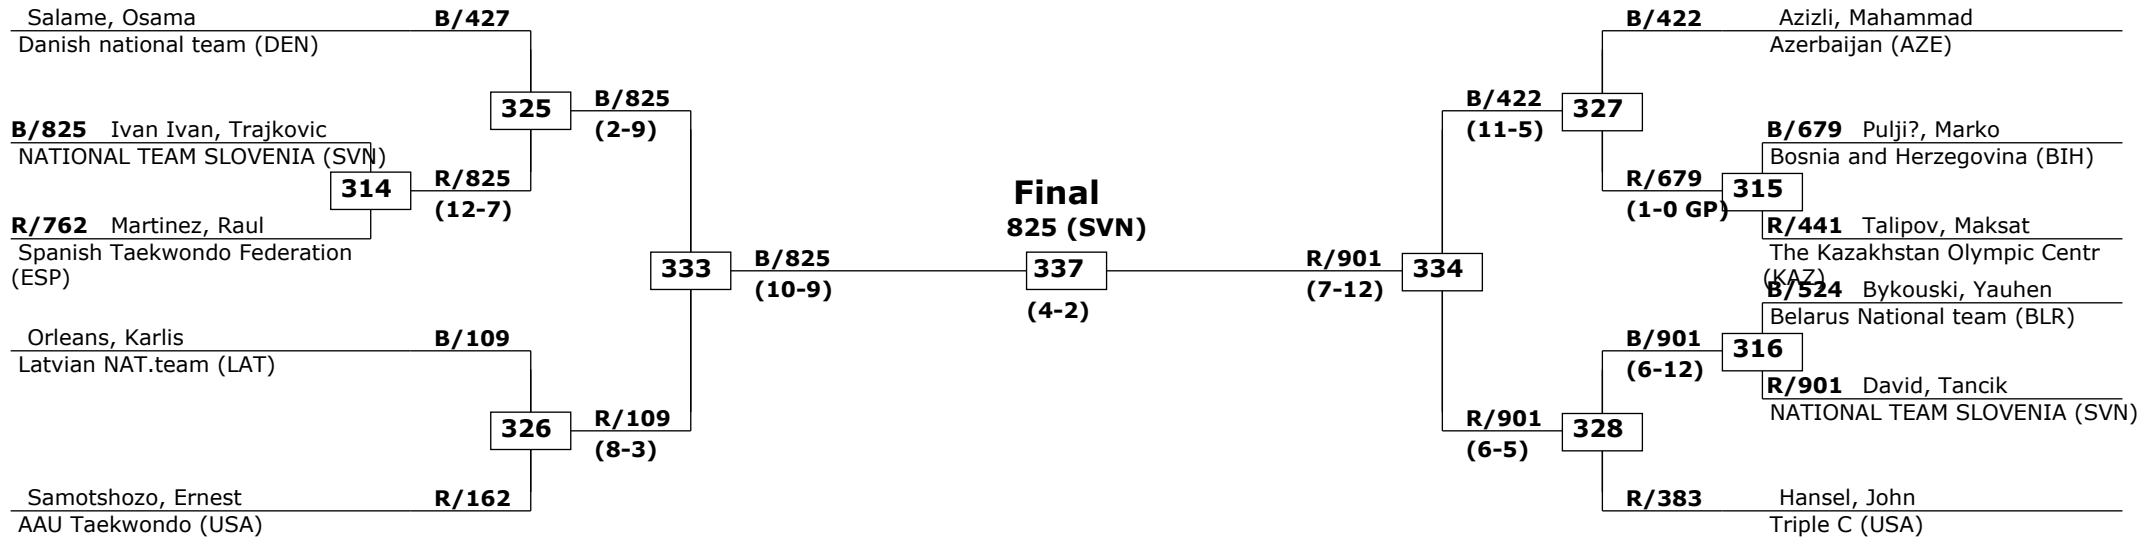 Salame, Osama B/427
Danish national team (DEN)
325
B/825
(2-9)
B/825 Ivan Ivan, Trajkovic
NATIONAL TEAM SLOVENIA (SVN)
314
R/825
(12-7)
R/762 Martinez, Raul
Spanish Taekwondo Federation
(ESP)
333
B/825
(10-9)
Orleans, Karlis B/109
Latvian NAT.team (LAT)
326
R/109
(8-3)
Samotshozo, Ernest R/162
AAU Taekwondo (USA)
Final
825 (SVN)
337
(4-2)
B/422 Azizli, Mahammad
Azerbaijan (AZE)
B/422
(11-5)
327
B/679 Pulji?, Marko
Bosnia and Herzegovina (BIH)
R/679
(1-0 GP)
315
R/441 Talipov, Maksat
The Kazakhstan Olympic Centr
(KAZ)
R/901
(7-12)
334
B/524 Bykouski, Yauhen
Belarus National team (BLR)
B/901
(6-12)
316
R/901 David, Tancik
NATIONAL TEAM SLOVENIA (SVN)
R/901
(6-5)
328
R/383 Hansel, John
Triple C (USA)